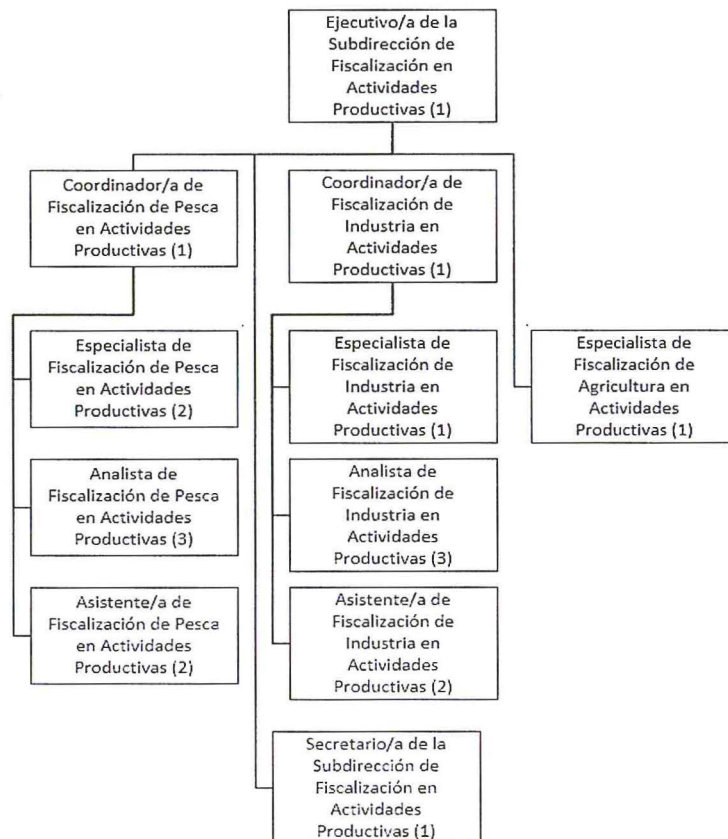 Ejecutivo/a de la
Subdirección de
Fiscalización en
Actividades
Productivas (1)
Coordinador/a de
Fiscalización de Pesca
en Actividades
Productivas (1)
Coordinador/a de
Fiscalización de
Industria en
Actividades
Productivas (1)
Especialista de
Fiscalización de Pesca
en Actividades
Productivas (2)
Especialista de
Fiscalización de
Industria en
Actividades
Productivas (1)
Especialista de
Fiscalización de
Agricultura en
Actividades
Productivas (1)
Analista de
Fiscalización de Pesca
en Actividades
Productivas (3)
Analista de
Fiscalización de
Industria en
Actividades
Productivas (3)
Asistente/a de
Fiscalización de Pesca
en Actividades
Productivas (2)
Asistente/a de
Fiscalización de
Industria en
Actividades
Productivas (2)
Secretario/a de la
Subdirección de
Fiscalización en
Actividades
Productivas (1)